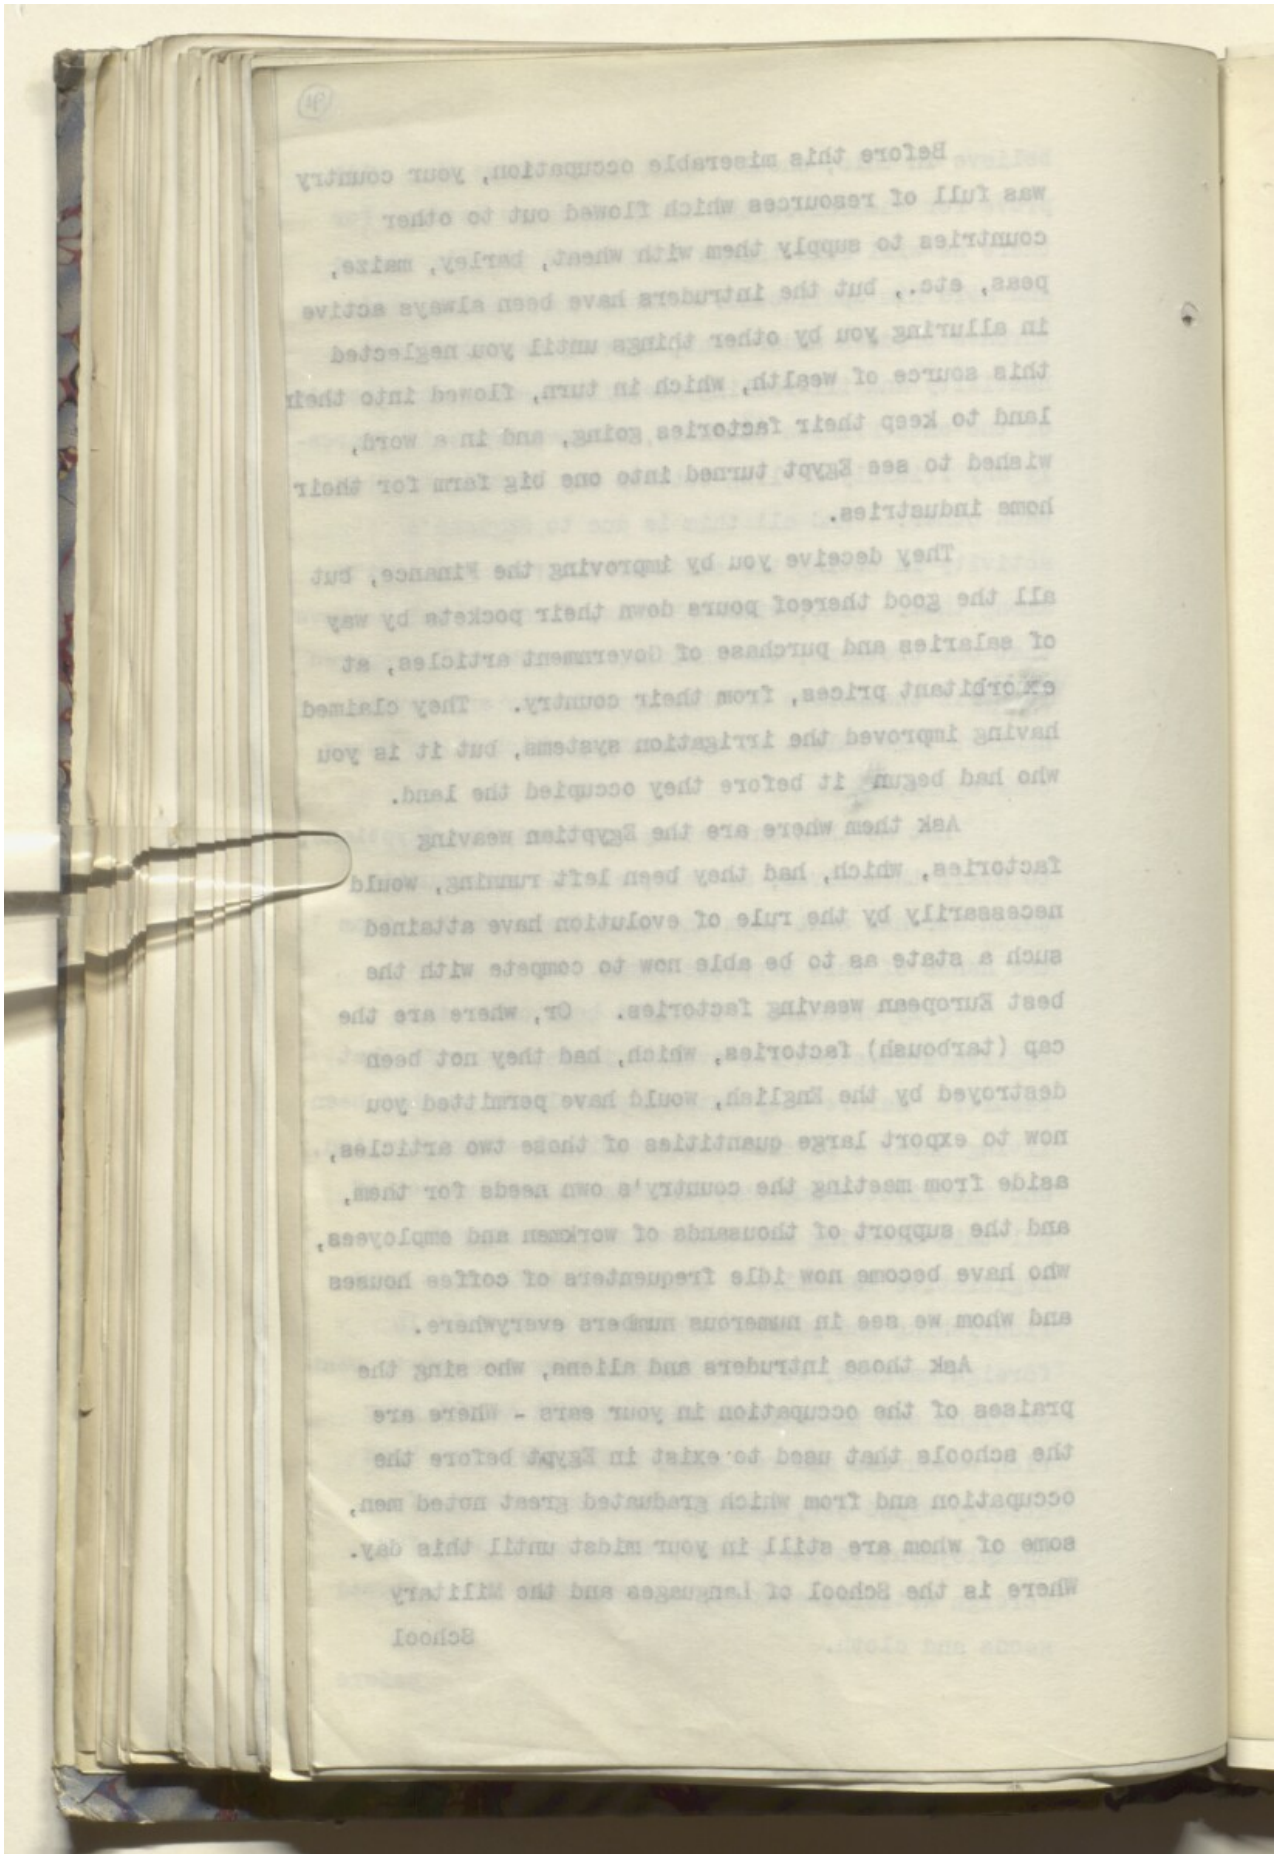 Before this miserable occupation, your country
was full of resources which flowed out to other
countries to supply them with wheat, barley, maize,
peas, etc., but the intruders have been always active
in alluring you by other things until you neglected
this source of wealth, which in turn, flowed into their
land to keep their factories going, and in a word,
wished to see Egypt turned into one big farm for their
home industries.
They deceive you by improving the Finance, but
all the good thereof pours down their pockets by way
of salaries and purchase of Government articles, at
exorbitant prices, from their country. They claimed
having improved the irrigation systems, but it is you
who had begun it before they occupied the land.
Ask them where are the Egyptian weaving
factories, which, had they been left running, would
necessarily by the rule of evolution have attained
such a state as to be able now to compete with the
best European weaving factories. Or, where are the
cap (tarboush) factories, which, had they not been
destroyed by the English, would have permitted you
now to export large quantities of those two articles,
aside from meeting the country's own needs for them,
and the support of thousands of workmen and employees,
who have become now idle frequenters of coffee houses
and whom we see in numerous numbers everywhere.
Ask those intruders and aliens, who sing the
praises of the occupation in your ears - Where are
the schools that used to exist in Egypt before the
occupation and from which graduated great noted men,
some of whom are still in your midst until this day.
Where is the School of Languages and the Military
School